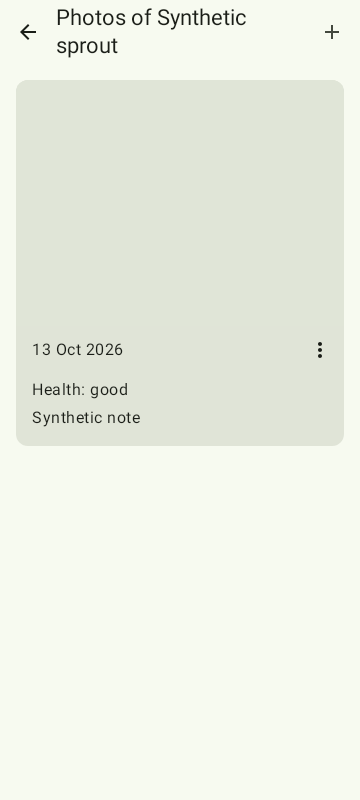 Photos of Synthetic
sprout
13 Oct 2026
Health: good
Synthetic note